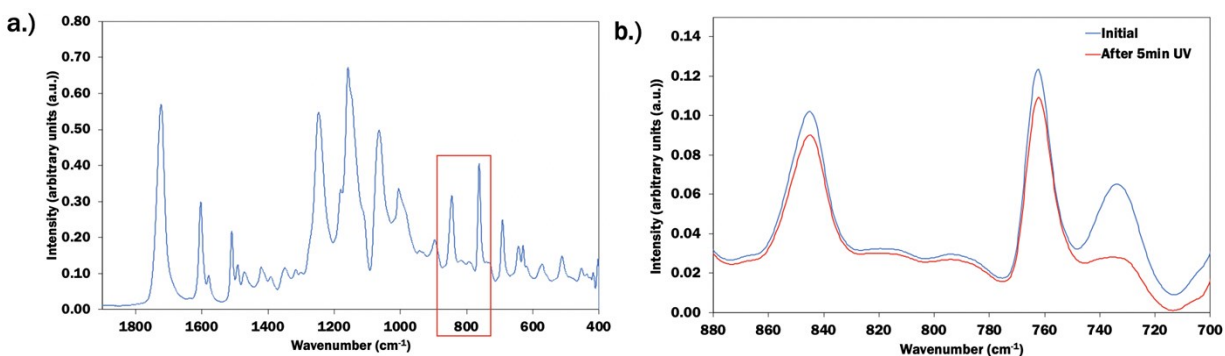 a.)
Intensity (arbitrary units (a.u.))
0.80
0.70
0.60
0.50
0.40
0.30
0.20
0.10
0.00
1800 1600 1400 1200 1000 800 600 400
Wavenumber (cm⁻¹)
b.)
Intensity (arbitrary units (a.u.)
0.14
0.12
0.10
0.08
0.06
0.04
0.02
0.00
Initial
After 5min UV
880 860 840 820 800 780 760 740 720 700
Wavenumber (cm⁻¹)